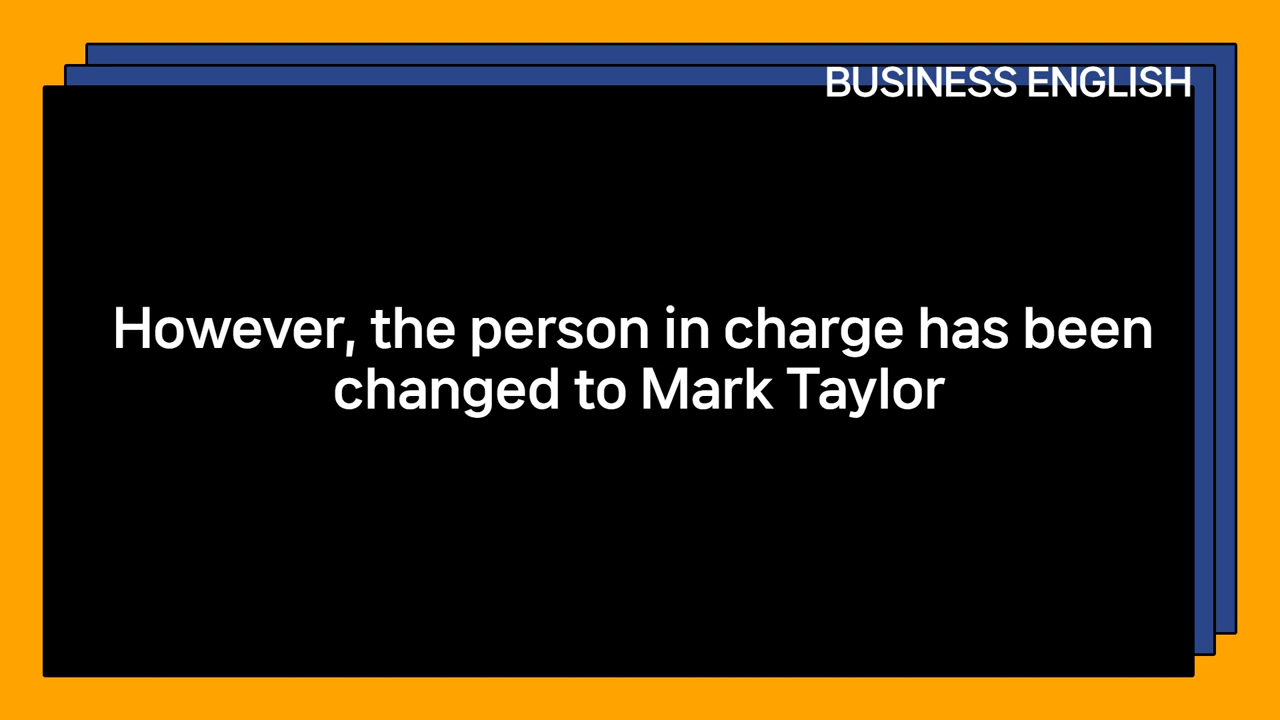 BUSINESS ENGLISH
However, the person in charge has been
changed to Mark Taylor